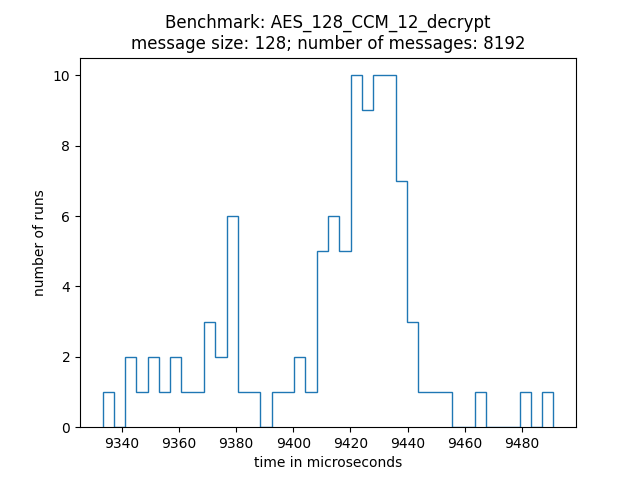 Benchmark: AES_128_CCM_12_decrypt
message size: 128; number of messages: 8192
10
8
6
4
2
0
number of runs
9340 9360 9380 9400 9420 9440 9460 9480
time in microseconds